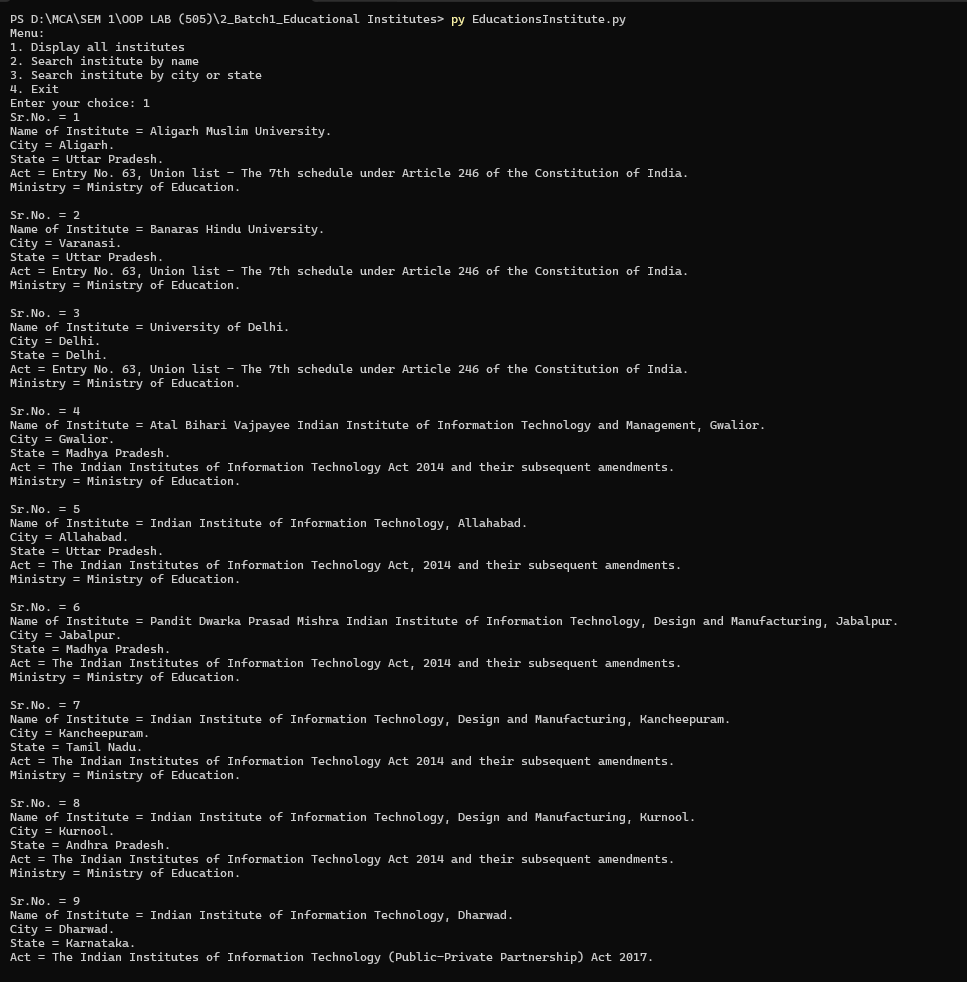 PS D:\MCA\SEM 1\OOP LAB (505)\2_Batch1_Educational Institutes> py EducationsInstitute.py
Menu:
1. Display all institutes
2. Search institute by name
3. Search institute by city or state
4. Exit
Enter your choice: 1
Sr.No. = 1
Name of Institute = Aligarh Muslim University.
City = Aligarh.
State = Uttar Pradesh.
Act = Entry No. 63, Union list - The 7th schedule under Article 246 of the Constitution of India.
Ministry = Ministry of Education.

Sr.No. = 2
Name of Institute = Banaras Hindu University.
City = Varanasi.
State = Uttar Pradesh.
Act = Entry No. 63, Union list - The 7th schedule under Article 246 of the Constitution of India.
Ministry = Ministry of Education.

Sr.No. = 3
Name of Institute = University of Delhi.
City = Delhi.
State = Delhi.
Act = Entry No. 63, Union list - The 7th schedule under Article 246 of the Constitution of India.
Ministry = Ministry of Education.

Sr.No. = 4
Name of Institute = Atal Bihari Vajpayee Indian Institute of Information Technology and Management, Gwalior.
City = Gwalior.
State = Madhya Pradesh.
Act = The Indian Institutes of Information Technology Act 2014 and their subsequent amendments.
Ministry = Ministry of Education.

Sr.No. = 5
Name of Institute = Indian Institute of Information Technology, Allahabad.
City = Allahabad.
State = Uttar Pradesh.
Act = The Indian Institutes of Information Technology Act, 2014 and their subsequent amendments.
Ministry = Ministry of Education.

Sr.No. = 6
Name of Institute = Pandit Dwarka Prasad Mishra Indian Institute of Information Technology, Design and Manufacturing, Jabalpur.
City = Jabalpur.
State = Madhya Pradesh.
Act = The Indian Institutes of Information Technology Act, 2014 and their subsequent amendments.
Ministry = Ministry of Education.

Sr.No. = 7
Name of Institute = Indian Institute of Information Technology, Design and Manufacturing, Kancheepuram.
City = Kancheepuram.
State = Tamil Nadu.
Act = The Indian Institutes of Information Technology Act 2014 and their subsequent amendments.
Ministry = Ministry of Education.

Sr.No. = 8
Name of Institute = Indian Institute of Information Technology, Design and Manufacturing, Kurnool.
City = Kurnool.
State = Andhra Pradesh.
Act = The Indian Institutes of Information Technology Act 2014 and their subsequent amendments.
Ministry = Ministry of Education.

Sr.No. = 9
Name of Institute = Indian Institute of Information Technology, Dharwad.
City = Dharwad.
State = Karnataka.
Act = The Indian Institutes of Information Technology (Public-Private Partnership) Act 2017.